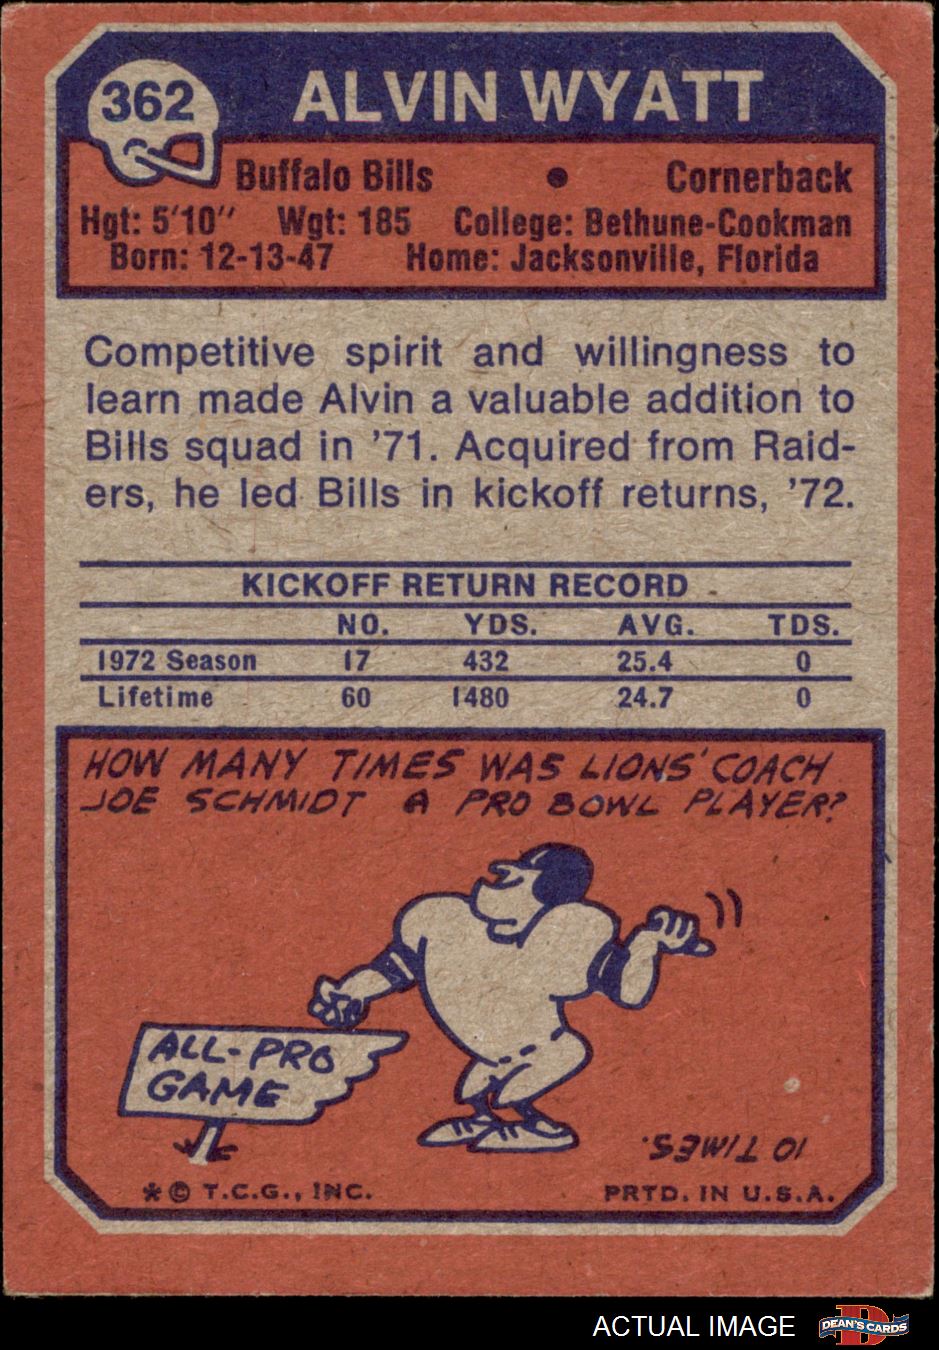 362
ALVIN WYATT
Buffalo Bills • Cornerback
Hgt: 5'10" Wgt: 185 College: Bethune-Cookman
Born: 12-13-47 Home: Jacksonville, Florida
Competitive spirit and willingness to
learn made Alvin a valuable addition to
Bills squad in '71. Acquired from Raid-
ers, he led Bills in kickoff returns, '72.
KICKOFF RETURN RECORD
NO. YDS. AVG. TDS.
1972 Season 17 432 25.4 0
Lifetime 60 1480 24.7 0
HOW MANY TIMES WAS LIONS' COACH
JOE SCHMIDT A PRO BOWL PLAYER?
ALL-PRO
GAME
10 TIMES.
* © T.C.G., INC. PRTD. IN U.S.A.
ACTUAL IMAGE
D
DEAN'S CARDS